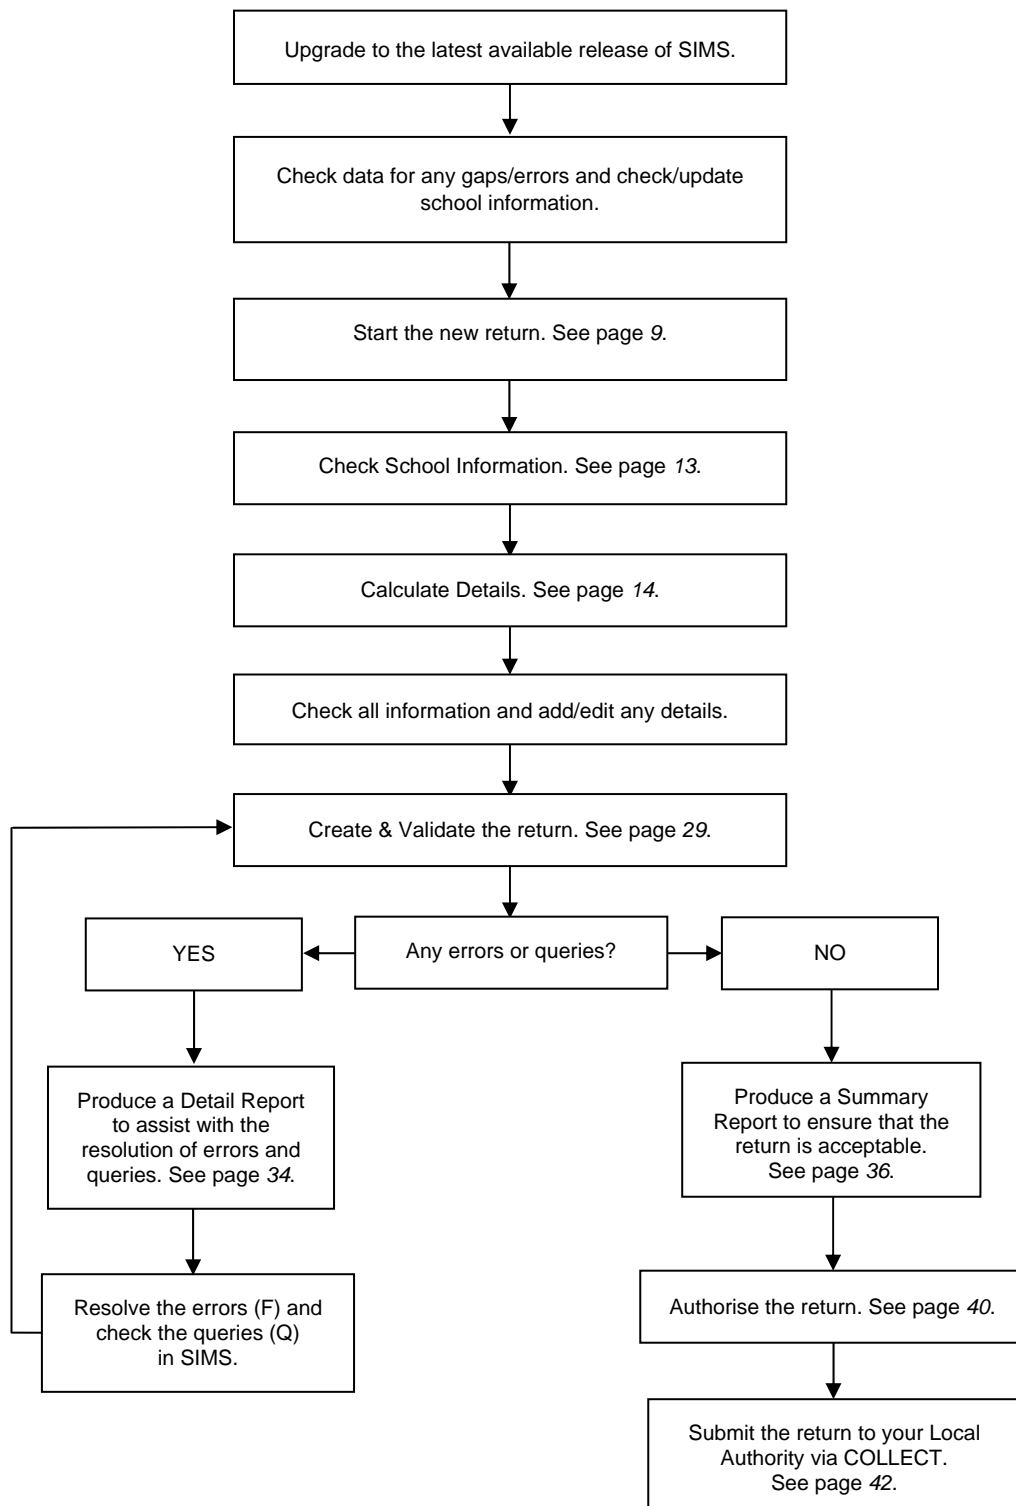 Upgrade to the latest available release of SIMS.
Check data for any gaps/errors and check/update
school information.
Start the new return. See page 9.
Check School Information. See page 13.
Calculate Details. See page 14.
Check all information and add/edit any details.
Create & Validate the return. See page 29.
Any errors or queries?
YES
NO
Produce a Detail Report
to assist with the
resolution of errors and
queries. See page 34.
Resolve the errors (F) and
check the queries (Q)
in SIMS.
Produce a Summary
Report to ensure that the
return is acceptable.
See page 36.
Authorise the return. See page 40.
Submit the return to your Local
Authority via COLLECT.
See page 42.